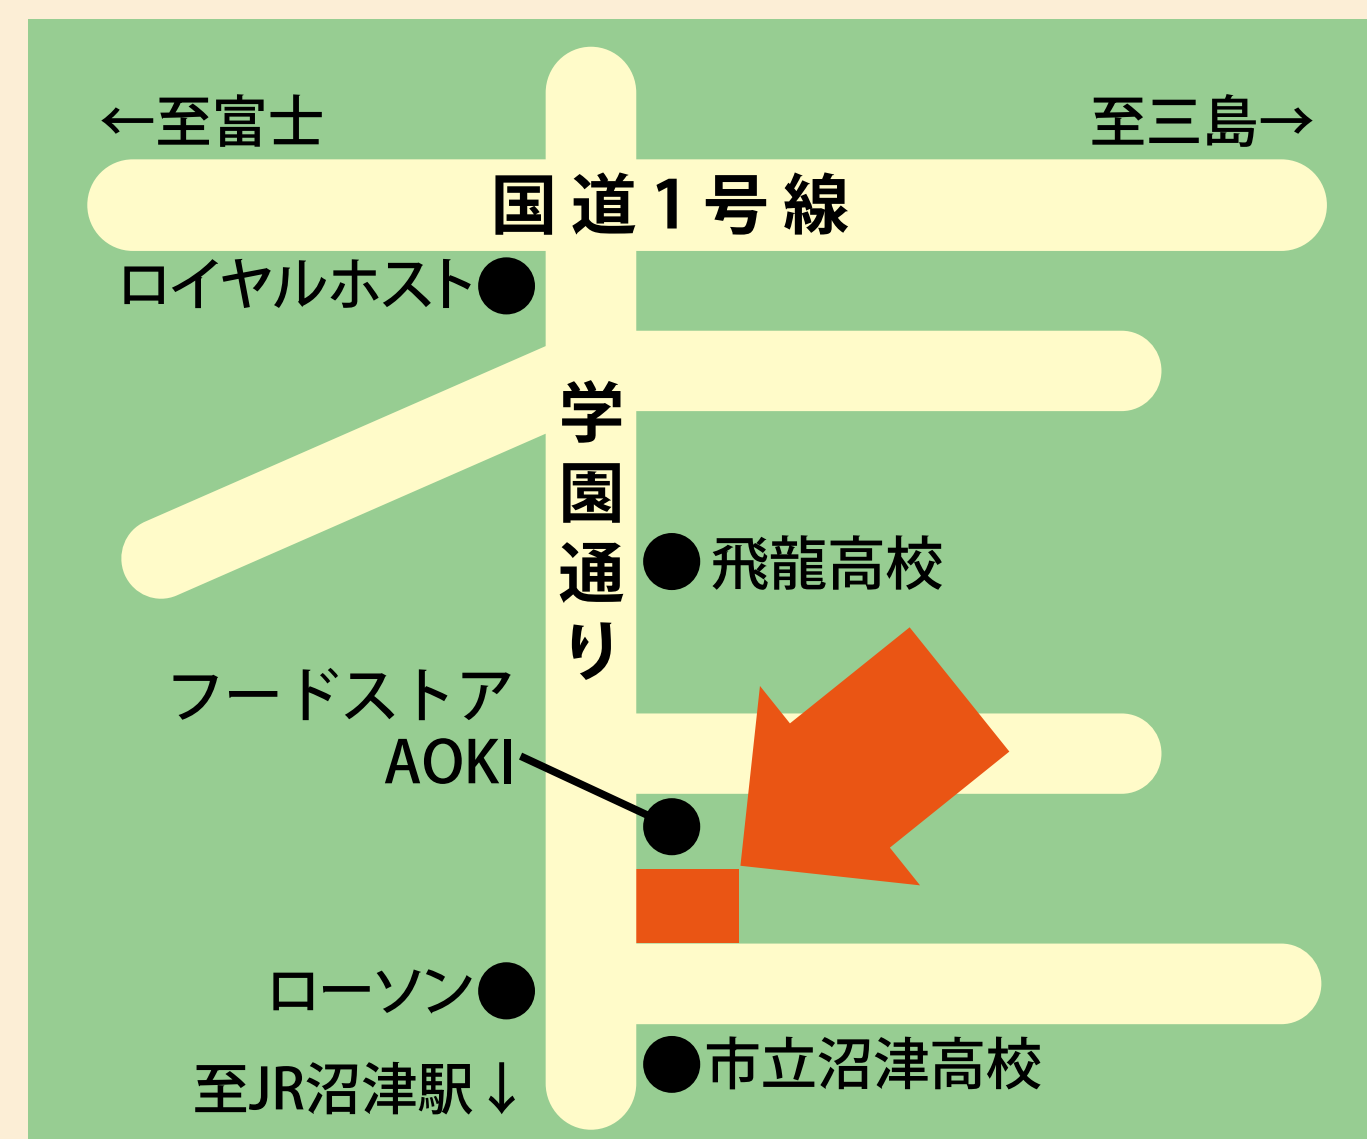 ←至富士
至三島→
国道1号線
ロイヤルホスト
学園通り
飛龍高校
フードストア
AOKI
ローソン
市立沼津高校
至JR沼津駅↓